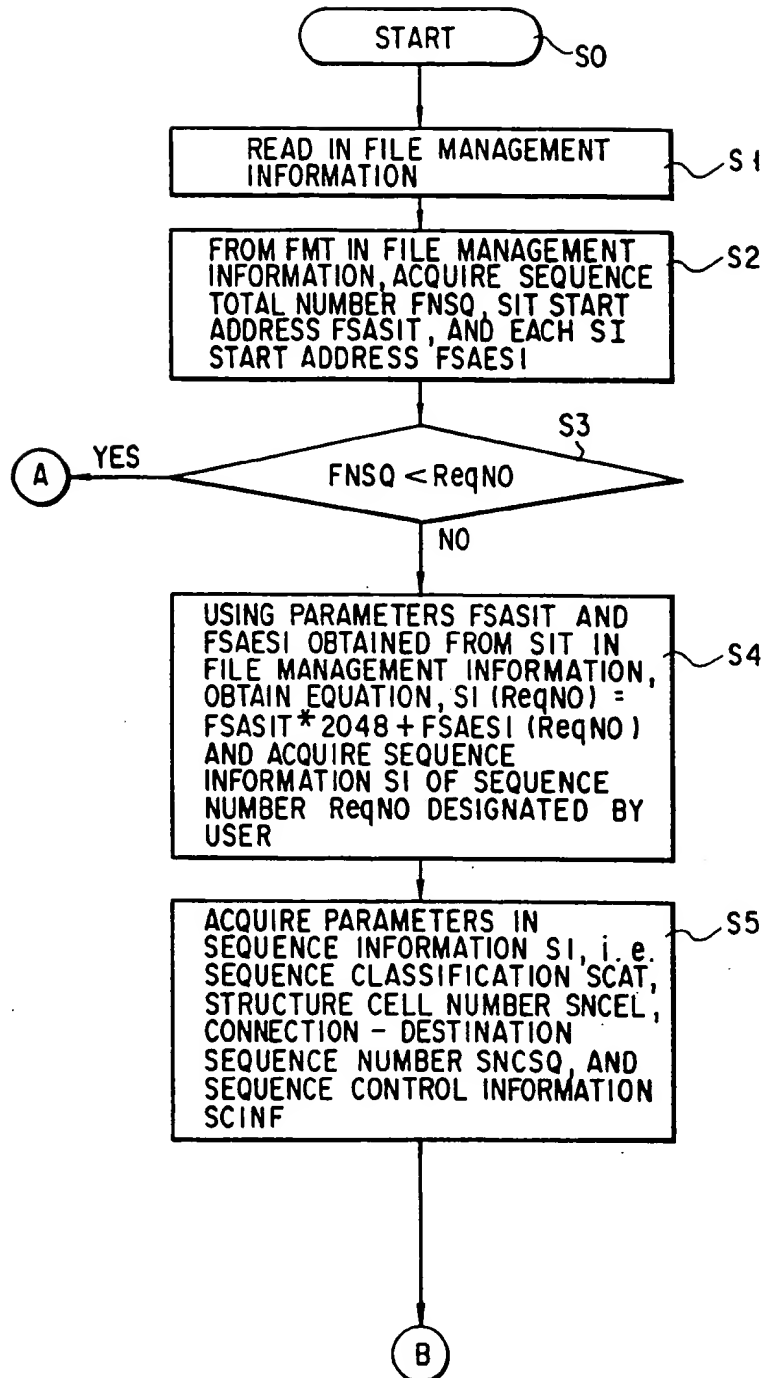 START
S0
READ IN FILE MANAGEMENT
INFORMATION
S1
FROM FMT IN FILE MANAGEMENT
INFORMATION, ACQUIRE SEQUENCE
TOTAL NUMBER FNSQ, SIT START
ADDRESS FSASIT, AND EACH SI
START ADDRESS FSAESI
S2
S3
FNSQ < ReqNO
YES
A
NO
USING PARAMETERS FSASIT AND
FSAESI OBTAINED FROM SIT IN
FILE MANAGEMENT INFORMATION,
OBTAIN EQUATION, SI (ReqNO) =
FSASIT * 2048 + FSAESI (ReqNO)
AND ACQUIRE SEQUENCE
INFORMATION SI OF SEQUENCE
NUMBER ReqNO DESIGNATED BY
USER
S4
ACQUIRE PARAMETERS IN
SEQUENCE INFORMATION SI, i.e.
SEQUENCE CLASSIFICATION SCAT,
STRUCTURE CELL NUMBER SNCEL,
CONNECTION - DESTINATION
SEQUENCE NUMBER SNCSQ, AND
SEQUENCE CONTROL INFORMATION
SCINF
S5
B